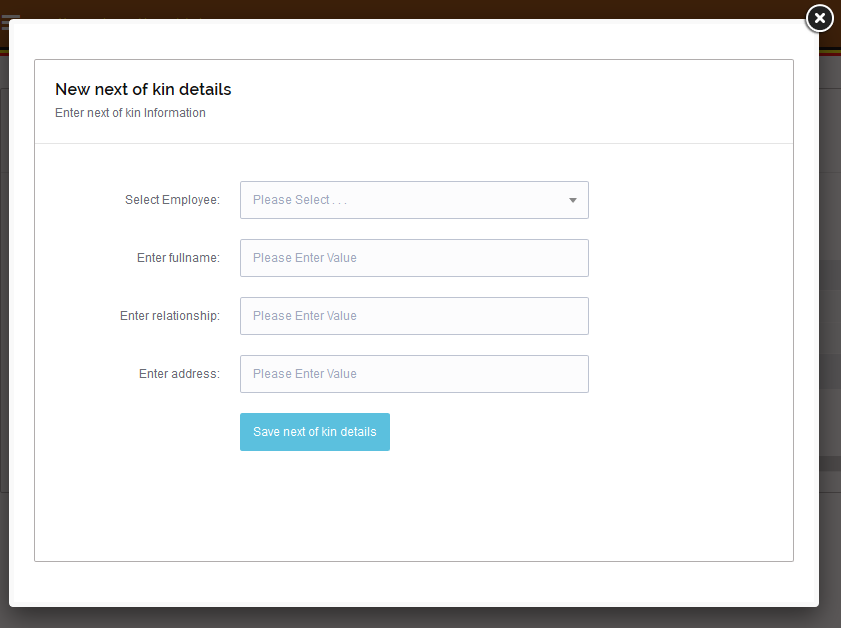 New next of kin details
Enter next of kin Information
Select Employee:
Please Select . . .
Enter fullname:
Please Enter Value
Enter relationship:
Please Enter Value
Enter address:
Please Enter Value
Save next of kin details